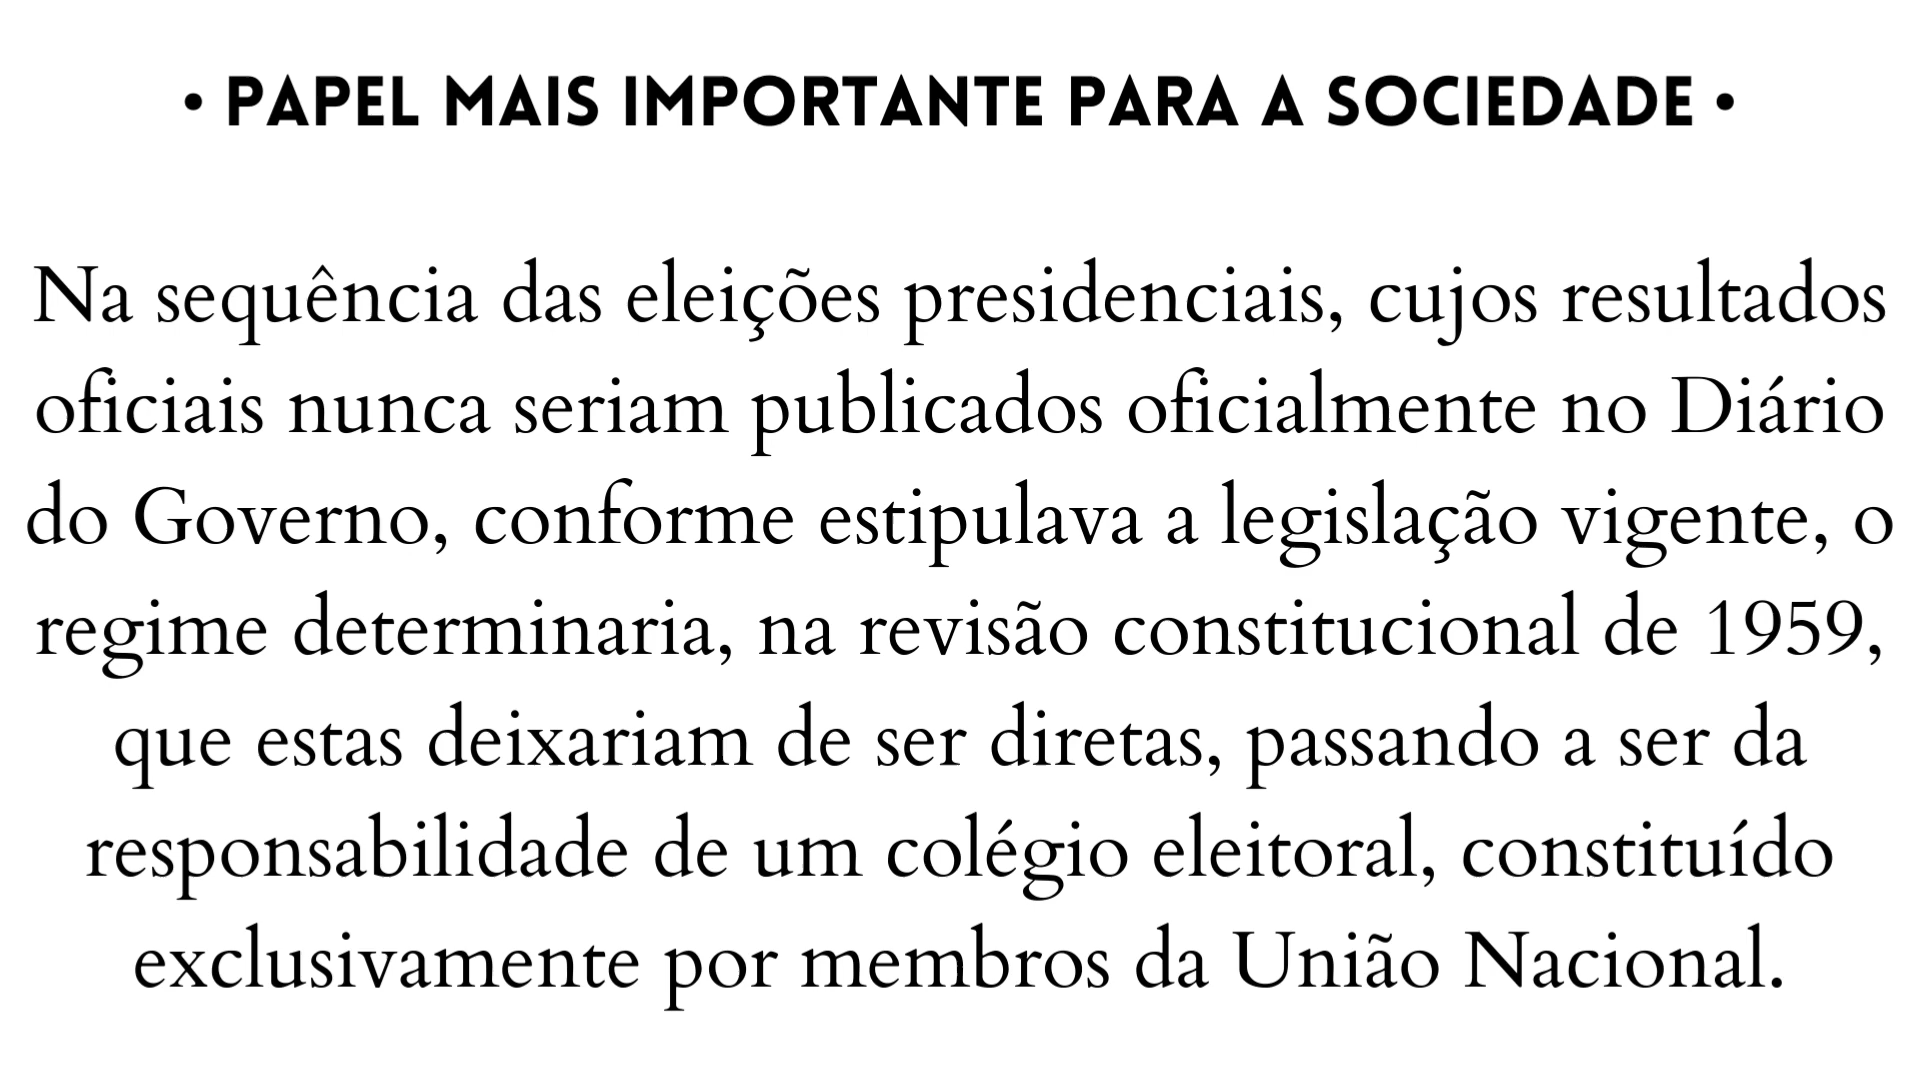 • PAPEL MAIS IMPORTANTE PARA A SOCIEDADE •
Na sequência das eleições presidenciais, cujos resultados
oficiais nunca seriam publicados oficialmente no Diário
do Governo, conforme estipulava a legislação vigente, o
regime determinaria, na revisão constitucional de 1959,
que estas deixariam de ser diretas, passando a ser da
responsabilidade de um colégio eleitoral, constituído
exclusivamente por membros da União Nacional.